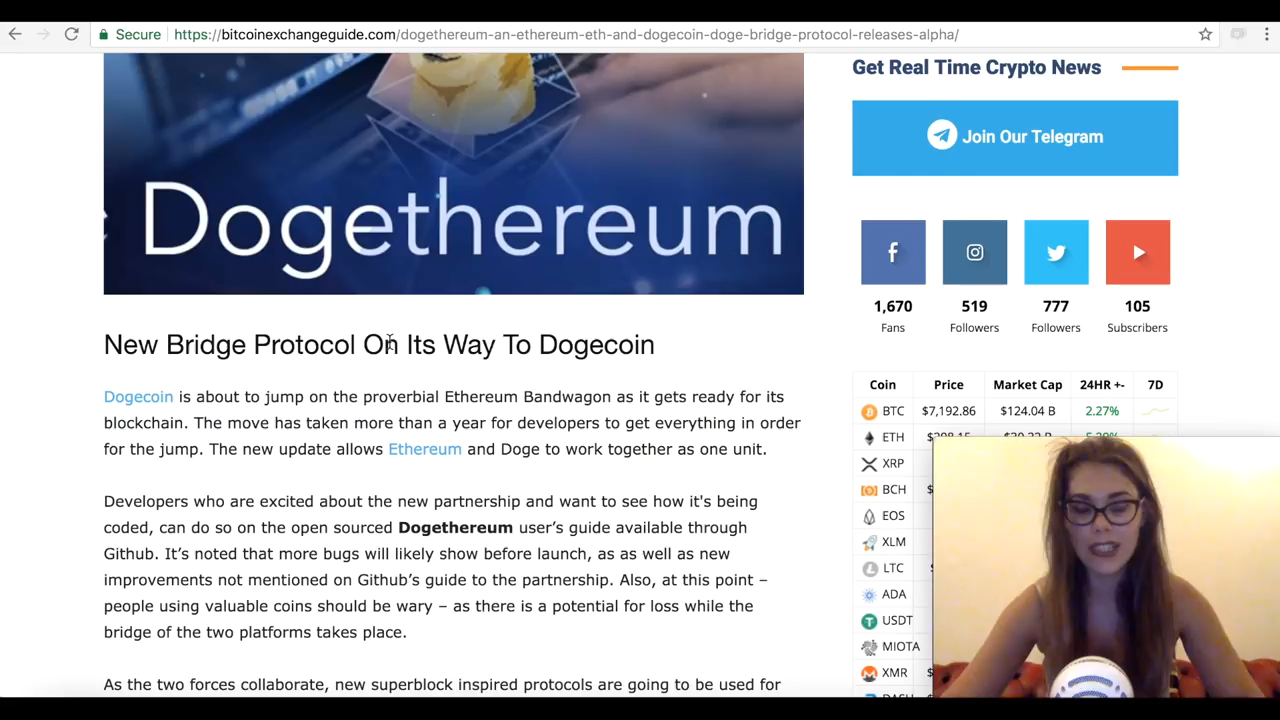 Secure
https://bitcoinexchangeguide.com/dogethereum-an-ethereum-eth-and-dogecoin-doge-bridge-protocol-releases-alpha/
Dogethereum
New Bridge Protocol On Its Way To Dogecoin
Dogecoin is about to jump on the proverbial Ethereum Bandwagon as it gets ready for its
blockchain. The move has taken more than a year for developers to get everything in order
for the jump. The new update allows Ethereum and Doge to work together as one unit.
Developers who are excited about the new partnership and want to see how it's being
coded, can do so on the open sourced Dogethereum user’s guide available through
Github. It’s noted that more bugs will likely show before launch, as as well as new
improvements not mentioned on Github’s guide to the partnership. Also, at this point –
people using valuable coins should be wary – as there is a potential for loss while the
bridge of the two platforms takes place.
As the two forces collaborate, new superblock inspired protocols are going to be used for
Get Real Time Crypto News
Join Our Telegram
1,670 519 777 105
Fans Followers Followers Subscribers
Coin Price Market Cap 24HR +- 7D
BTC $7,192.86 $124.04 B 2.27%
ETH
XRP
BCH $
EOS
XLM
LTC $
ADA
USDT
MIOTA
XMR $